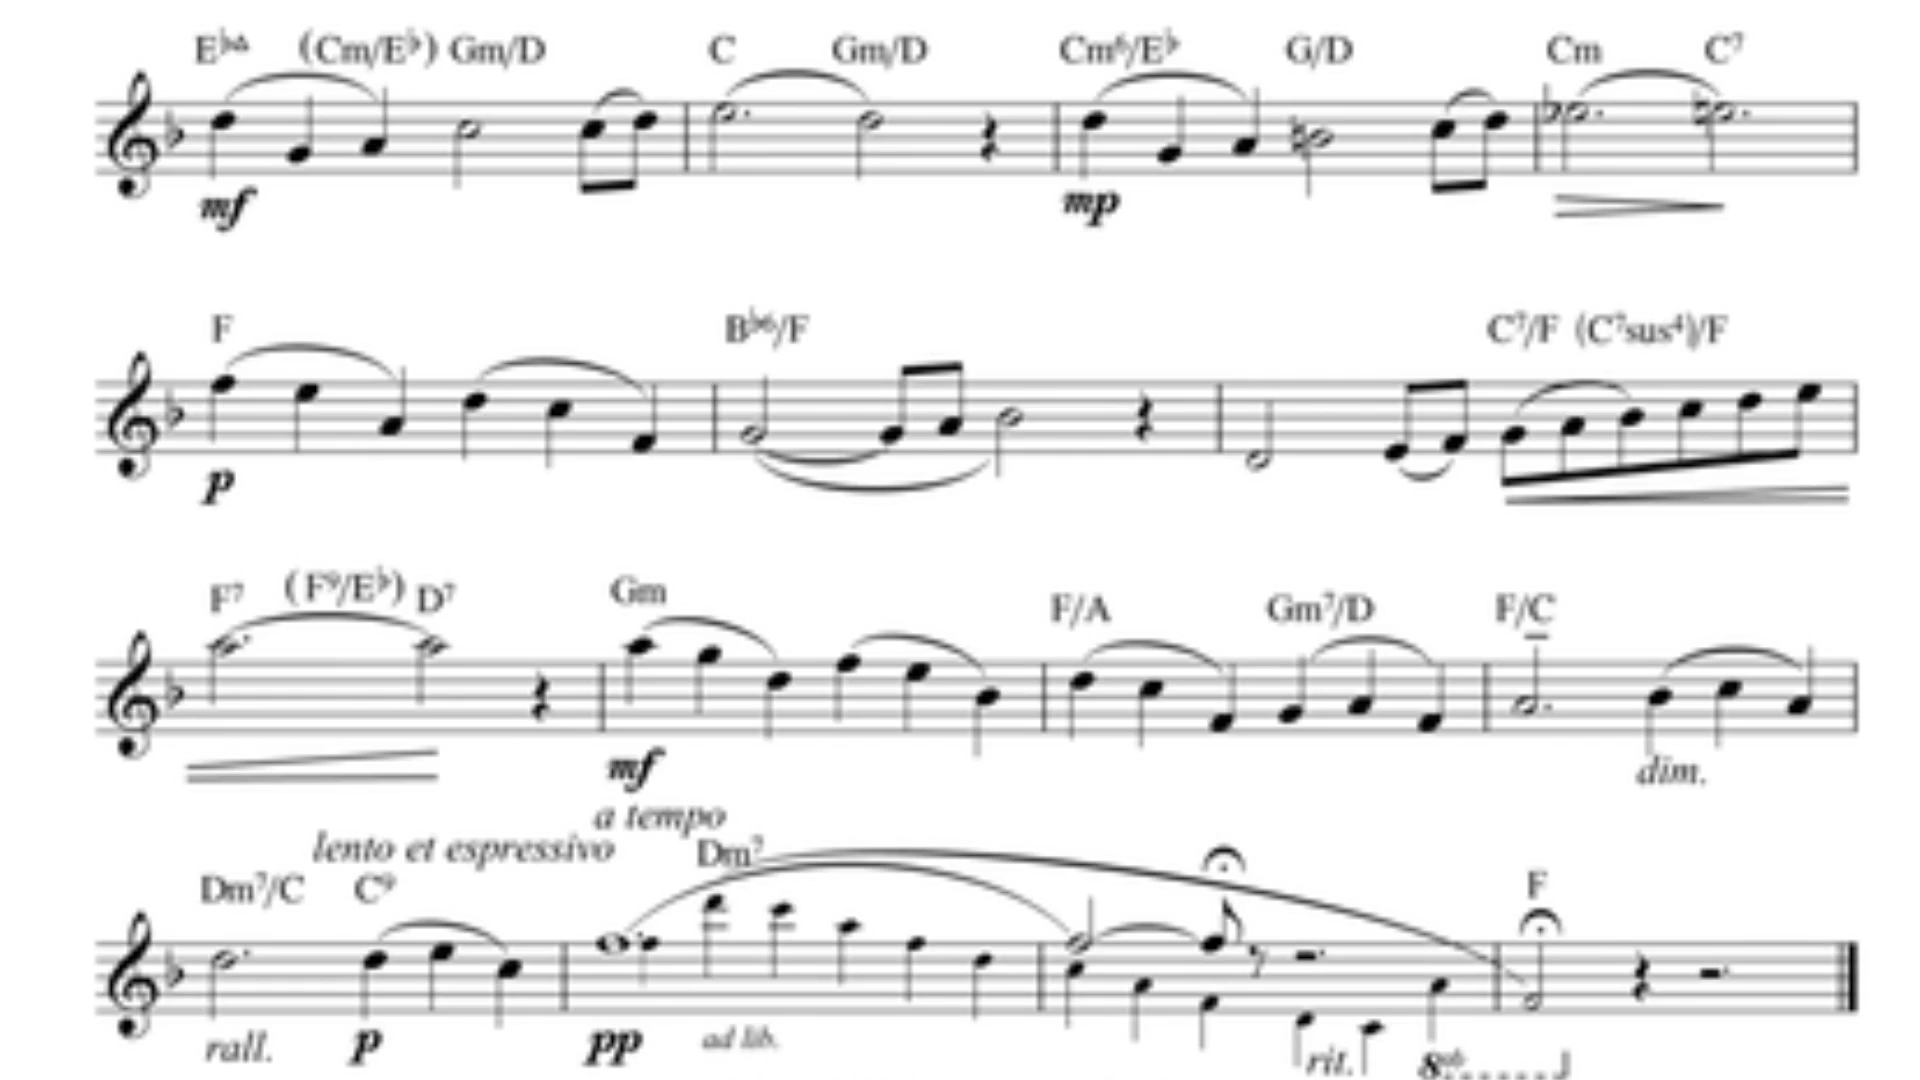 E♭Δ (Cm/E♭) Gm/D C Gm/D Cm6/E♭ G/D Cm C7
mf mp
F B♭6/F C7/F (C7sus4)/F
p
F7 (F9/E♭) D7 Gm F/A Gm7/D F/C
mf dim.
a tempo
lento et espressivo
Dm7/C C9 Dm7 F
rall. p pp ad lib. rit. 8vb